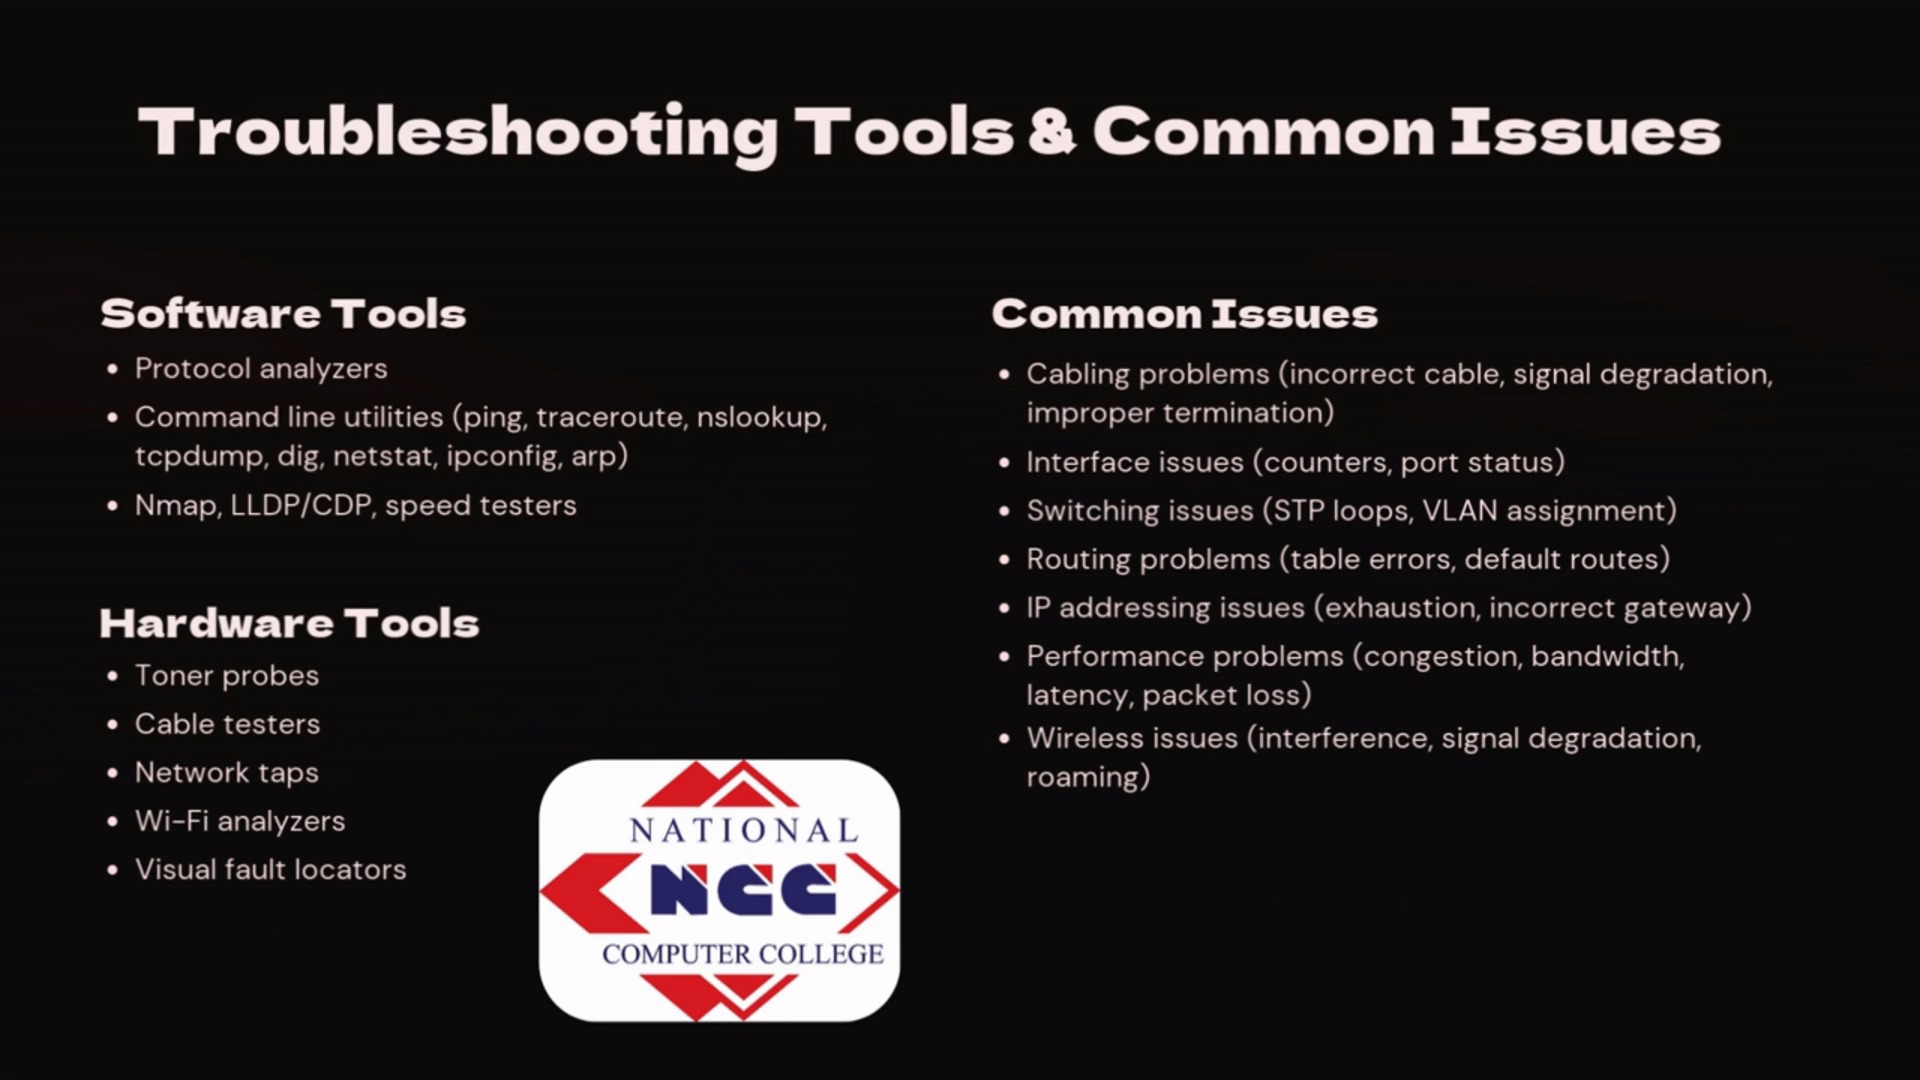 Troubleshooting Tools & Common Issues
Software Tools
• Protocol analyzers
• Command line utilities (ping, traceroute, nslookup,
tcpdump, dig, netstat, ipconfig, arp)
• Nmap, LLDP/CDP, speed testers
Hardware Tools
• Toner probes
• Cable testers
• Network taps
• Wi-Fi analyzers
• Visual fault locators
NATIONAL
NCC
COMPUTER COLLEGE
Common Issues
• Cabling problems (incorrect cable, signal degradation,
improper termination)
• Interface issues (counters, port status)
• Switching issues (STP loops, VLAN assignment)
• Routing problems (table errors, default routes)
• IP addressing issues (exhaustion, incorrect gateway)
• Performance problems (congestion, bandwidth,
latency, packet loss)
• Wireless issues (interference, signal degradation,
roaming)